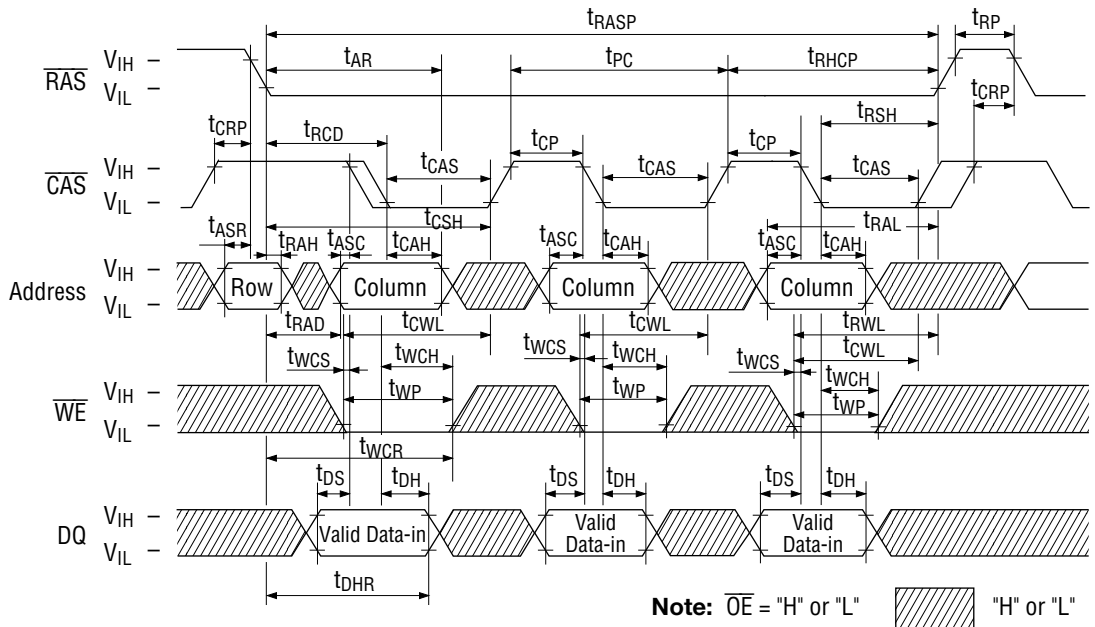 tRASP
tRP
tAR
tPC
tRHCP
VIH –
RAS
VIL –
tCRP
tCRP
tRCD
tRSH
tCP
tCP
tCAS
tCAS
tCAS
VIH –
CAS
VIL –
tCSH
tRAL
tASR
tRAH
tASC
tCAH
tASC
tCAH
tASC
tCAH
VIH –
Address
VIL –
Row
Column
Column
Column
tRAD
tCWL
tCWL
tRWL
tCWL
tWCS
tWCH
tWCS
tWCH
tWCS
tWCH
VIH –
WE
VIL –
tWP
tWP
tWP
tWCR
tDS
tDH
tDS
tDH
tDS
tDH
VIH –
DQ
VIL –
Valid Data-in
Valid
Data-in
Valid
Data-in
tDHR
Note: OE = "H" or "L"
"H" or "L"